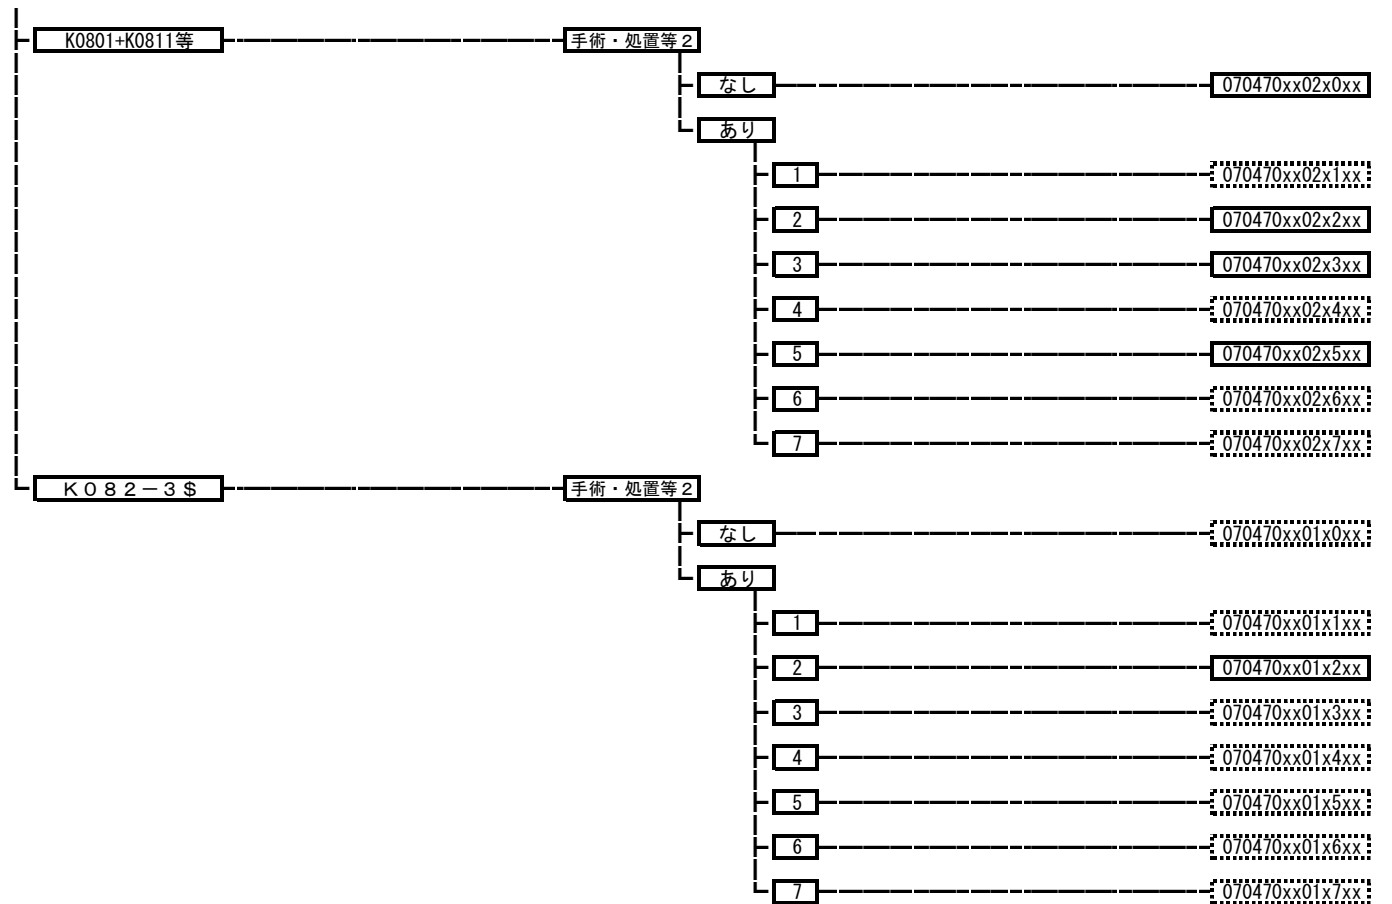 K0801+K0811等 手術・処置等２
なし 070470xx02x0xx
あり
1 070470xx02x1xx
2 070470xx02x2xx
3 070470xx02x3xx
4 070470xx02x4xx
5 070470xx02x5xx
6 070470xx02x6xx
7 070470xx02x7xx
Ｋ０８２－３＄ 手術・処置等２
なし 070470xx01x0xx
あり
1 070470xx01x1xx
2 070470xx01x2xx
3 070470xx01x3xx
4 070470xx01x4xx
5 070470xx01x5xx
6 070470xx01x6xx
7 070470xx01x7xx